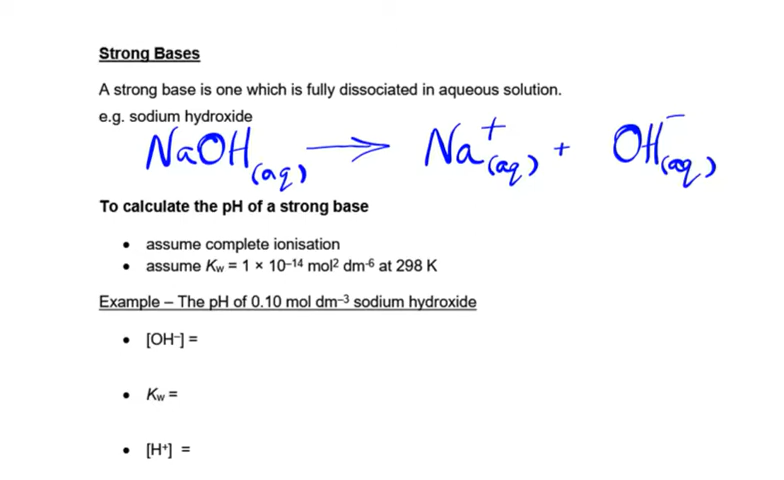 Strong Bases
A strong base is one which is fully dissociated in aqueous solution.
e.g. sodium hydroxide
NaOH(aq) → Na⁺(aq) + OH⁻(aq)
To calculate the pH of a strong base
• assume complete ionisation
• assume Kw = 1 × 10⁻¹⁴ mol² dm⁻⁶ at 298 K
Example – The pH of 0.10 mol dm⁻³ sodium hydroxide
• [OH⁻] =
• Kw =
• [H⁺] =